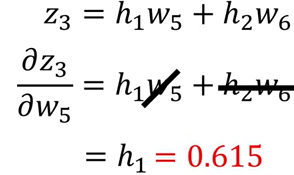 z₃ = h₁w₅ + h₂w₆
∂z₃/∂w₅ = h₁w₅ + h₂w₆
= h₁ = 0.615